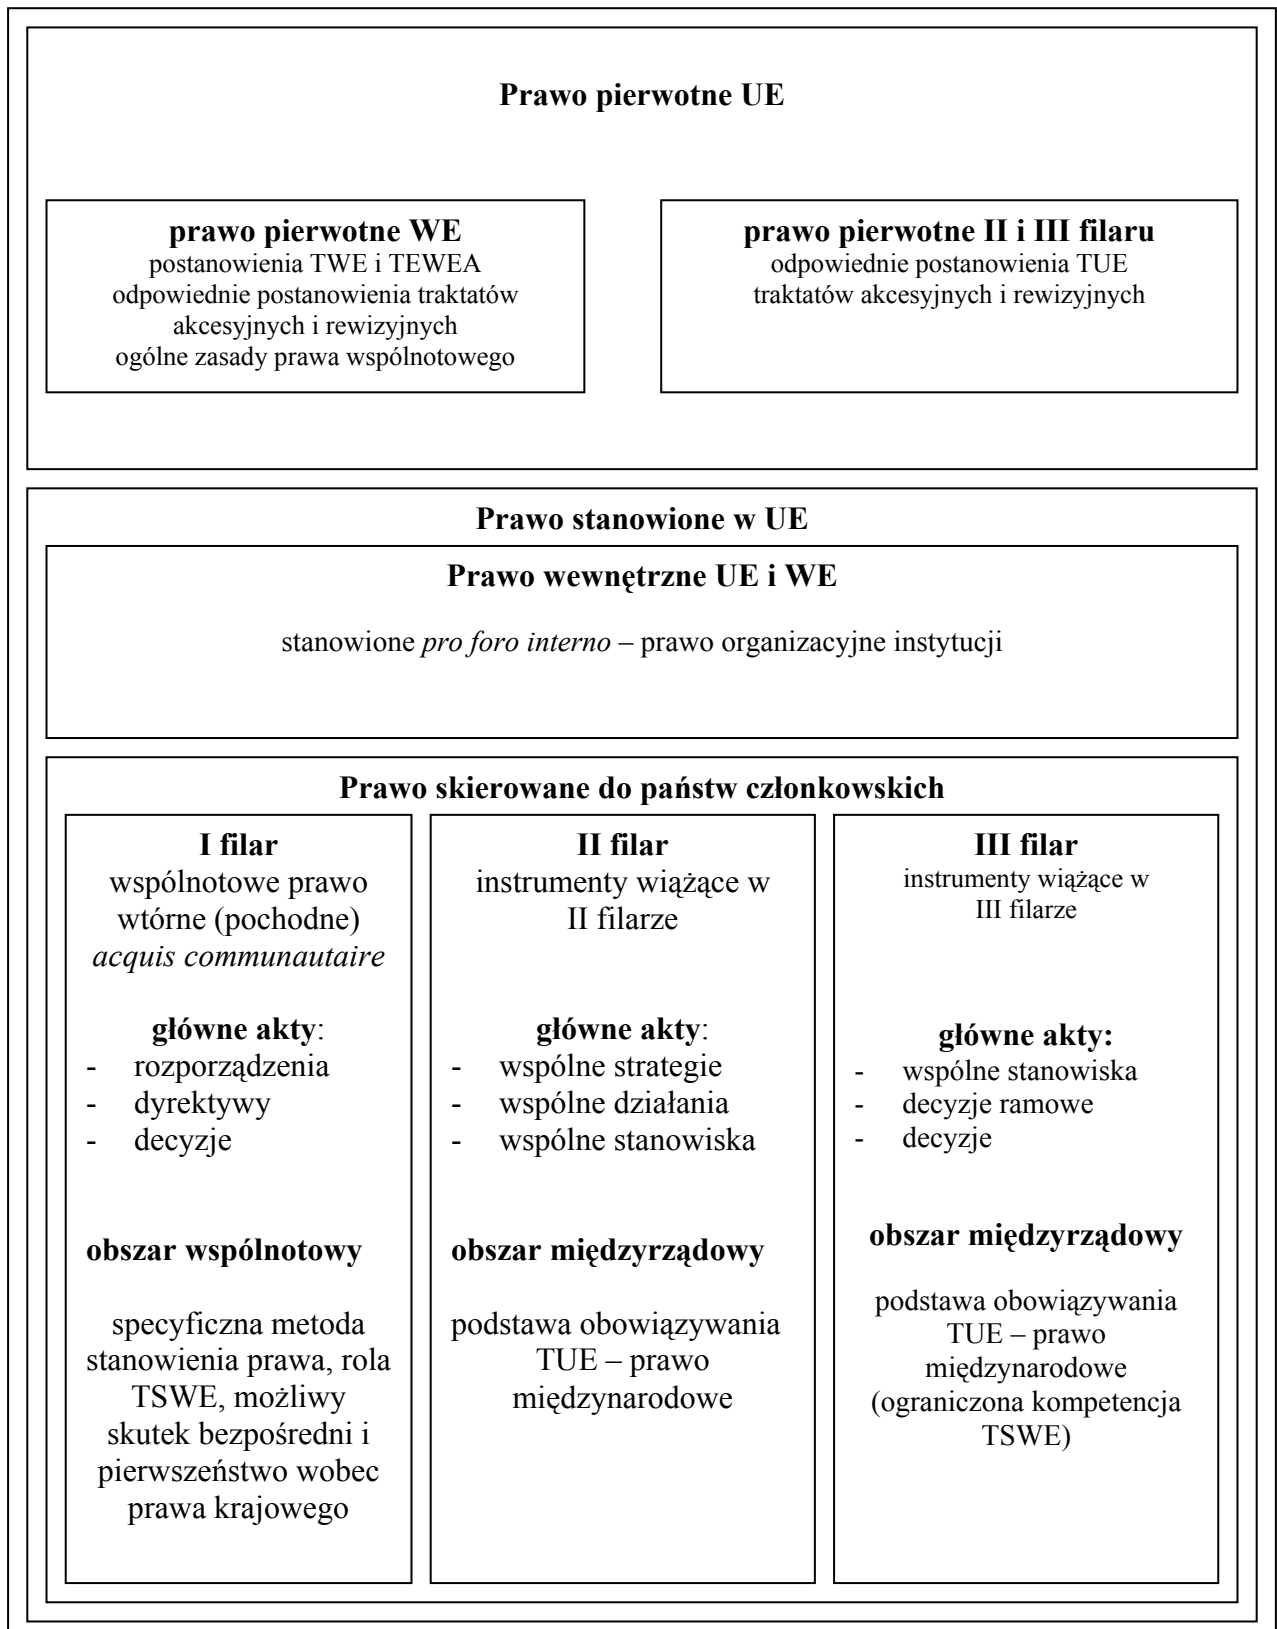 Prawo pierwotne UE
prawo pierwotne WE
postanowienia TWE i TEWEA
odpowiednie postanowienia traktatów
akcesyjnych i rewizyjnych
ogólne zasady prawa wspólnotowego
prawo pierwotne II i III filaru
odpowiednie postanowienia TUE
traktatów akcesyjnych i rewizyjnych
Prawo stanowione w UE
Prawo wewnętrzne UE i WE
stanowione pro foro interno – prawo organizacyjne instytucji
Prawo skierowane do państw członkowskich
I filar
wspólnotowe prawo
wtórne (pochodne)
acquis communautaire
główne akty:
- rozporządzenia
- dyrektywy
- decyzje
obszar wspólnotowy
specyficzna metoda
stanowienia prawa, rola
TSWE, możliwy
skutek bezpośredni i
pierwszeństwo wobec
prawa krajowego
II filar
instrumenty wiążące w
II filarze
główne akty:
- wspólne strategie
- wspólne działania
- wspólne stanowiska
obszar międzyrządowy
podstawa obowiązywania
TUE – prawo
międzynarodowe
III filar
instrumenty wiążące w
III filarze
główne akty:
- wspólne stanowiska
- decyzje ramowe
- decyzje
obszar międzyrządowy
podstawa obowiązywania
TUE – prawo
międzynarodowe
(ograniczona kompetencja
TSWE)